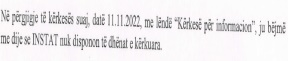 Në përgjigje të kërkesës suaj, datë 11.11.2022, me lëndë “Kërkesë për informacion”, ju bëjmë
me dije se INSTAT nuk disponon të dhënat e kërkuara.